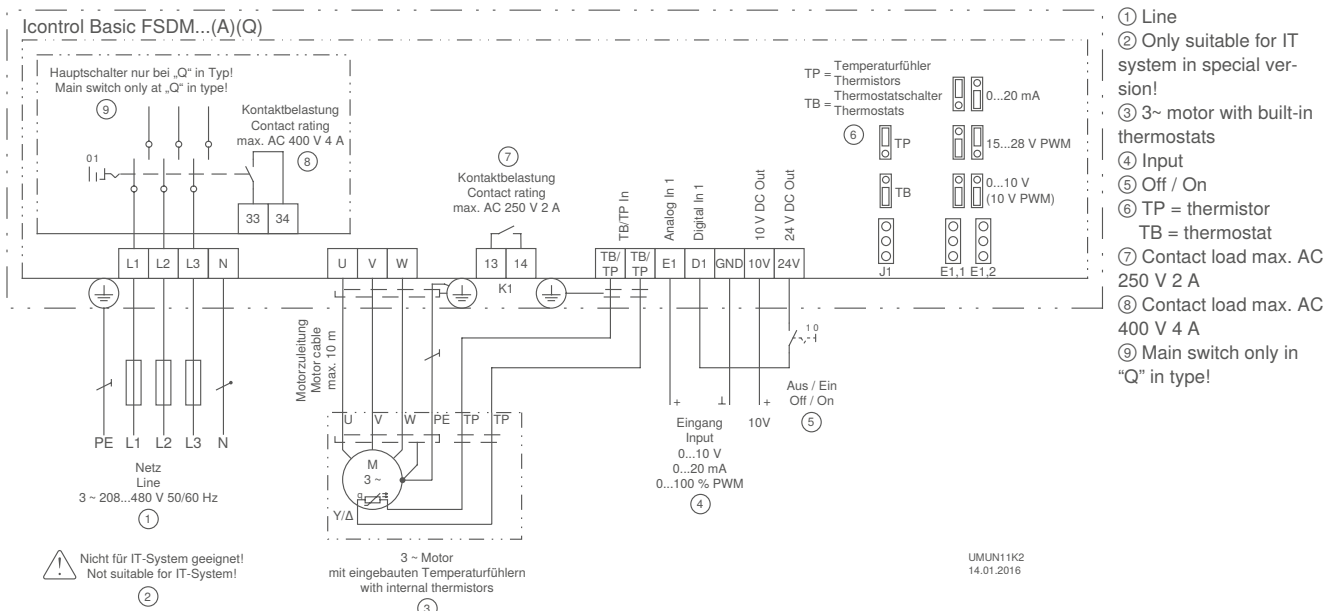 Icontrol Basic FSDM...(A)(Q)
Hauptschalter nur bei „Q“ in Typ!
Main switch only at „Q“ in type!
9
Kontaktbelastung
Contact rating
max. AC 400 V 4 A
8
0 1
33 34
7
Kontaktbelastung
Contact rating
max. AC 250 V 2 A
TP = Temperaturfühler
Thermistors
TB = Thermostatschalter
Thermostats
6
TP
TB
J1
0...20 mA
15...28 V PWM
0...10 V
(10 V PWM)
E1,1 E1,2
TB/TP In
Analog In 1
Digital In 1
10 V DC Out
24 V DC Out
L1 L2 L3 N
U V W
13 14
K1
TB/TP TB/TP E1 D1 GND 10V 24V
Motorzuleitung
Motor cable
max. 10 m
1 0
Aus / Ein
Off / On
5
PE L1 L2 L3 N
Netz
Line
3 ~ 208...480 V 50/60 Hz
1
U V W PE TP TP
M
3 ~
Y/Δ
+ ⊥ +
Eingang
Input
0...10 V
0...20 mA
0...100 % PWM
4
10V
Nicht für IT-System geeignet!
Not suitable for IT-System!
2
3 ~ Motor
mit eingebauten Temperaturfühlern
with internal thermistors
3
UMUN11K2
14.01.2016
① Line
② Only suitable for IT
system in special ver-
sion!
③ 3~ motor with built-in
thermostats
④ Input
⑤ Off / On
⑥ TP = thermistor
TB = thermostat
⑦ Contact load max. AC
250 V 2 A
⑧ Contact load max. AC
400 V 4 A
⑨ Main switch only in
“Q” in type!